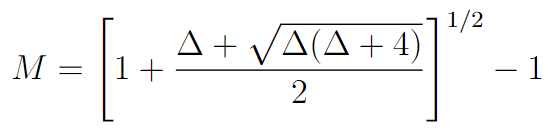 M = [1 + (Δ + √(Δ(Δ + 4)))/2]^{1/2} − 1